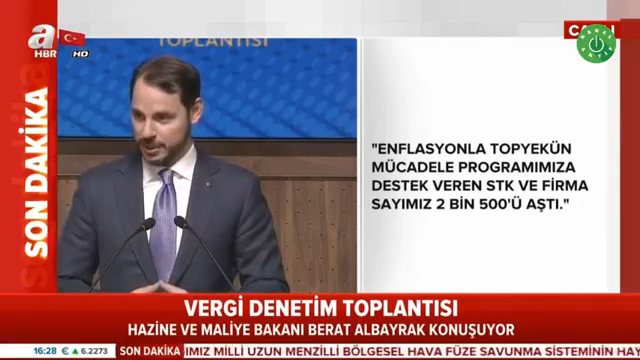 a
HBR
HD
TOPLANTISI
SON DAKİKA
"ENFLASYONLA TOPYEKÜN
MÜCADELE PROGRAMIMIZA
DESTEK VEREN STK VE FİRMA
SAYIMIZ 2 BİN 500'Ü AŞTI."
VERGİ DENETİM TOPLANTISI
HAZİNE VE MALİYE BAKANI BERAT ALBAYRAK KONUŞUYOR
16:28 € 6.2273 SON DAKİKA IMIZ MİLLİ UZUN MENZİLLİ BÖLGESEL HAVA FÜZE SAVUNMA SİSTEMİNİN